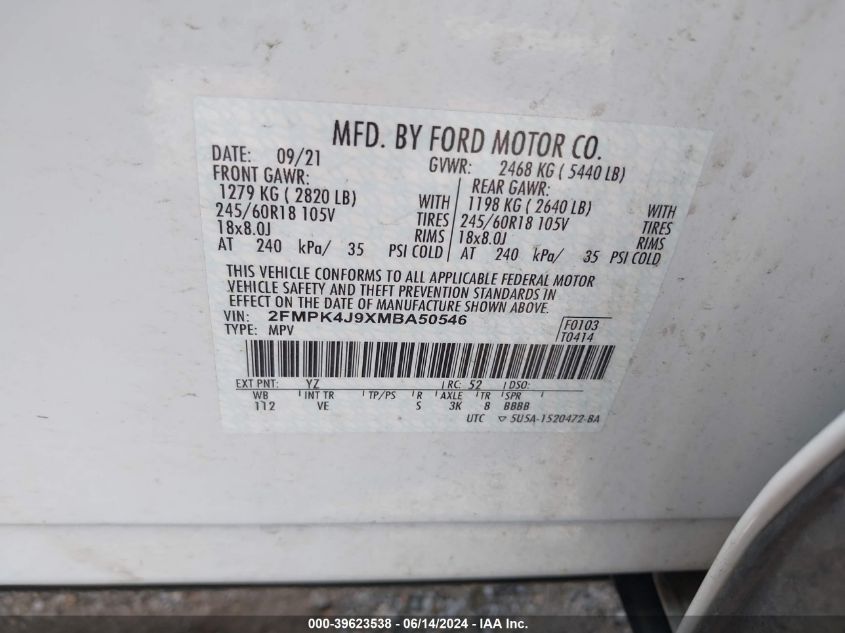 MFD. BY FORD MOTOR CO.
DATE: 09/21 GVWR: 2468 KG ( 5440 LB)
FRONT GAWR: REAR GAWR:
1279 KG ( 2820 LB) WITH 1198 KG ( 2640 LB) WITH
245/60R18 105V TIRES 245/60R18 105V TIRES
18x8.0J RIMS 18x8.0J RIMS
AT 240 kPa/ 35 PSI COLD AT 240 kPa/ 35 PSI COLD
THIS VEHICLE CONFORMS TO ALL APPLICABLE FEDERAL MOTOR
VEHICLE SAFETY AND THEFT PREVENTION STANDARDS IN
EFFECT ON THE DATE OF MANUFACTURE SHOWN ABOVE.
VIN: 2FMPK4J9XMBA50546 F0103
TYPE: MPV T0414
EXT PNT: YZ RC: 52 DSO:
WB INT TR TP/PS R AXLE TR SPR
112 VE S 3K 8 BBBB
UTC ▽ 5U5A-1520472-BA
000-39623538 - 06/14/2024 - IAA Inc.